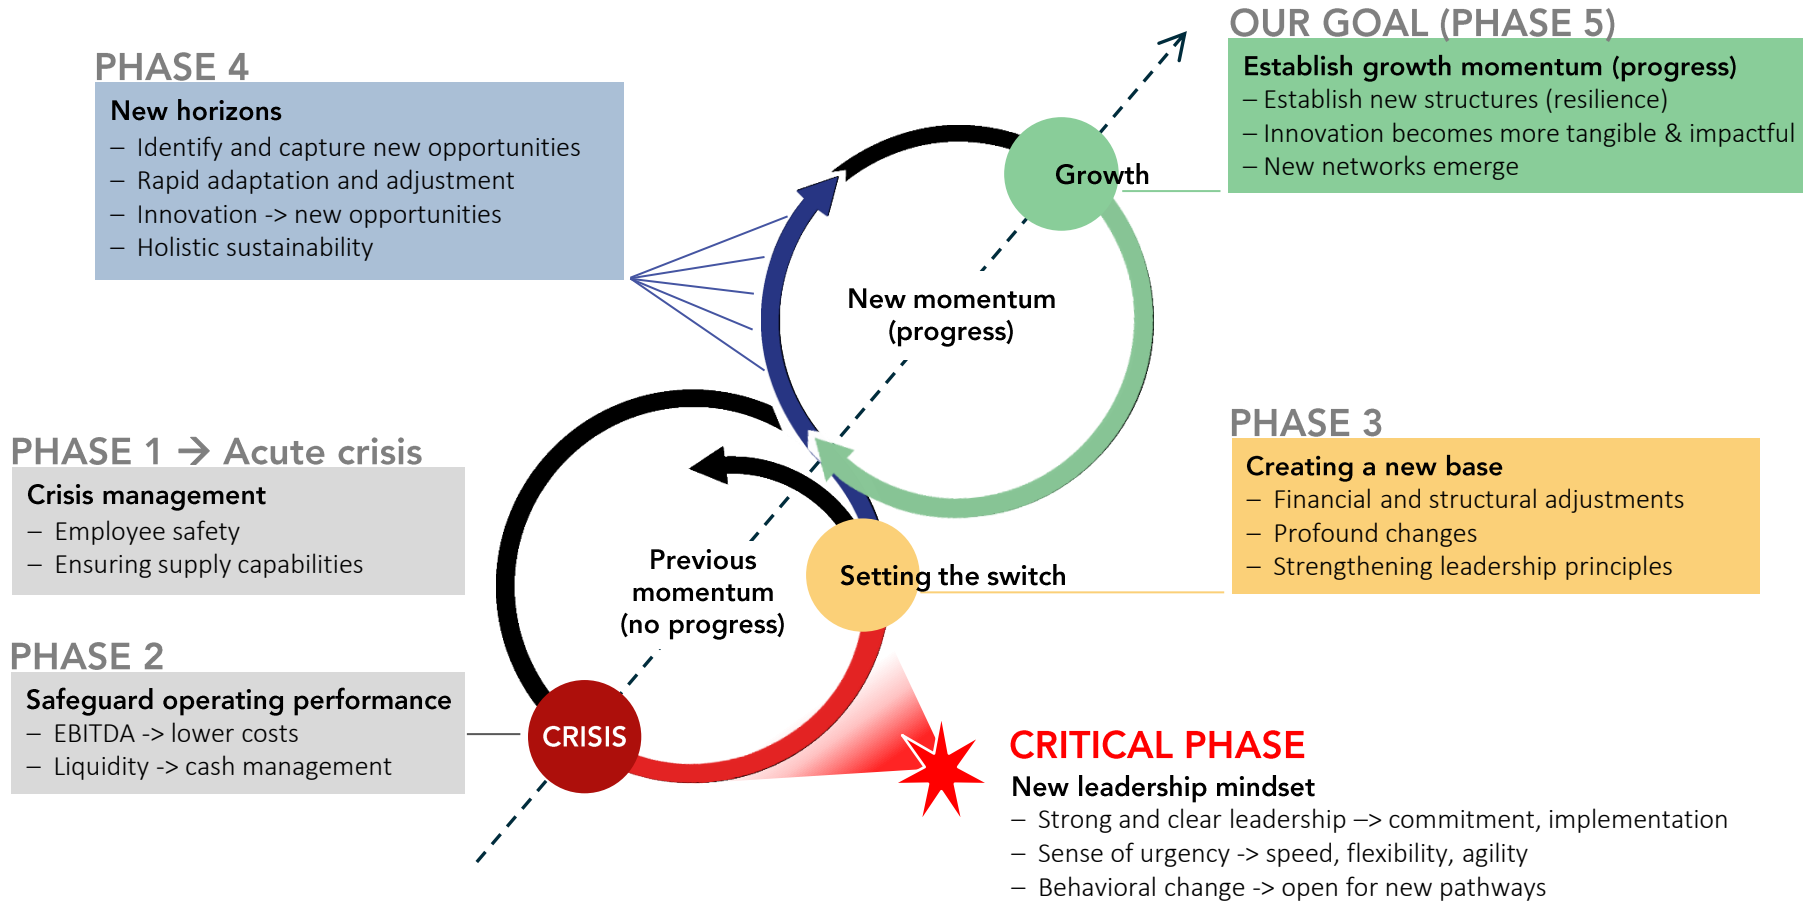 OUR GOAL (PHASE 5)
Establish growth momentum (progress)
– Establish new structures (resilience)
– Innovation becomes more tangible & impactful
– New networks emerge
PHASE 4
New horizons
– Identify and capture new opportunities
– Rapid adaptation and adjustment
– Innovation -> new opportunities
– Holistic sustainability
Growth
New momentum
(progress)
PHASE 1 → Acute crisis
Crisis management
– Employee safety
– Ensuring supply capabilities
PHASE 3
Creating a new base
– Financial and structural adjustments
– Profound changes
– Strengthening leadership principles
Previous
momentum
(no progress)
Setting the switch
PHASE 2
Safeguard operating performance
– EBITDA -> lower costs
– Liquidity -> cash management
CRISIS
CRITICAL PHASE
New leadership mindset
– Strong and clear leadership –> commitment, implementation
– Sense of urgency -> speed, flexibility, agility
– Behavioral change -> open for new pathways